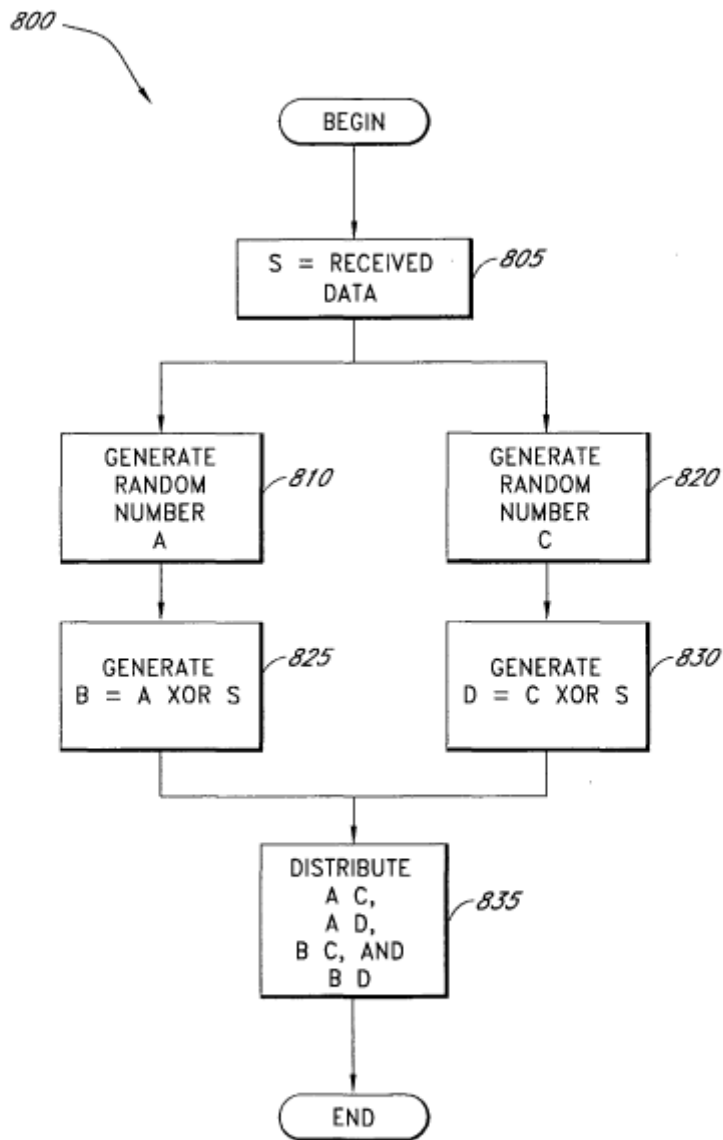 800
BEGIN
S = RECEIVED
DATA
805
GENERATE
RANDOM
NUMBER
A
810
GENERATE
RANDOM
NUMBER
C
820
GENERATE
B = A XOR S
825
GENERATE
D = C XOR S
830
DISTRIBUTE
A C,
A D,
B C, AND
B D
835
END